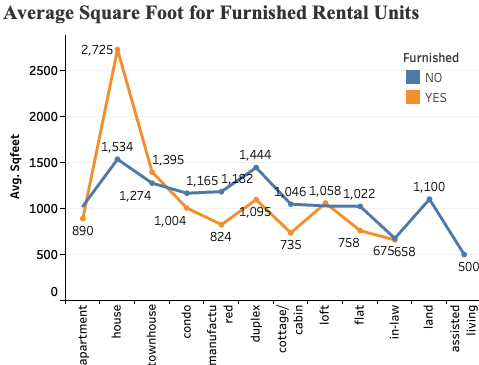 Average Square Foot for Furnished Rental Units
Furnished
NO
YES
Avg. Sqfeet
2500
2000
1500
1000
500
0
2,725
1,534
1,395
1,274
890
1,165
1,004
1,182
824
1,444
1,095
1,046
735
1,058
1,022
758
675
658
1,100
500
apartment
house
townhouse
condo
manufactu
red
duplex
cottage/
cabin
loft
flat
in-law
land
assisted
living